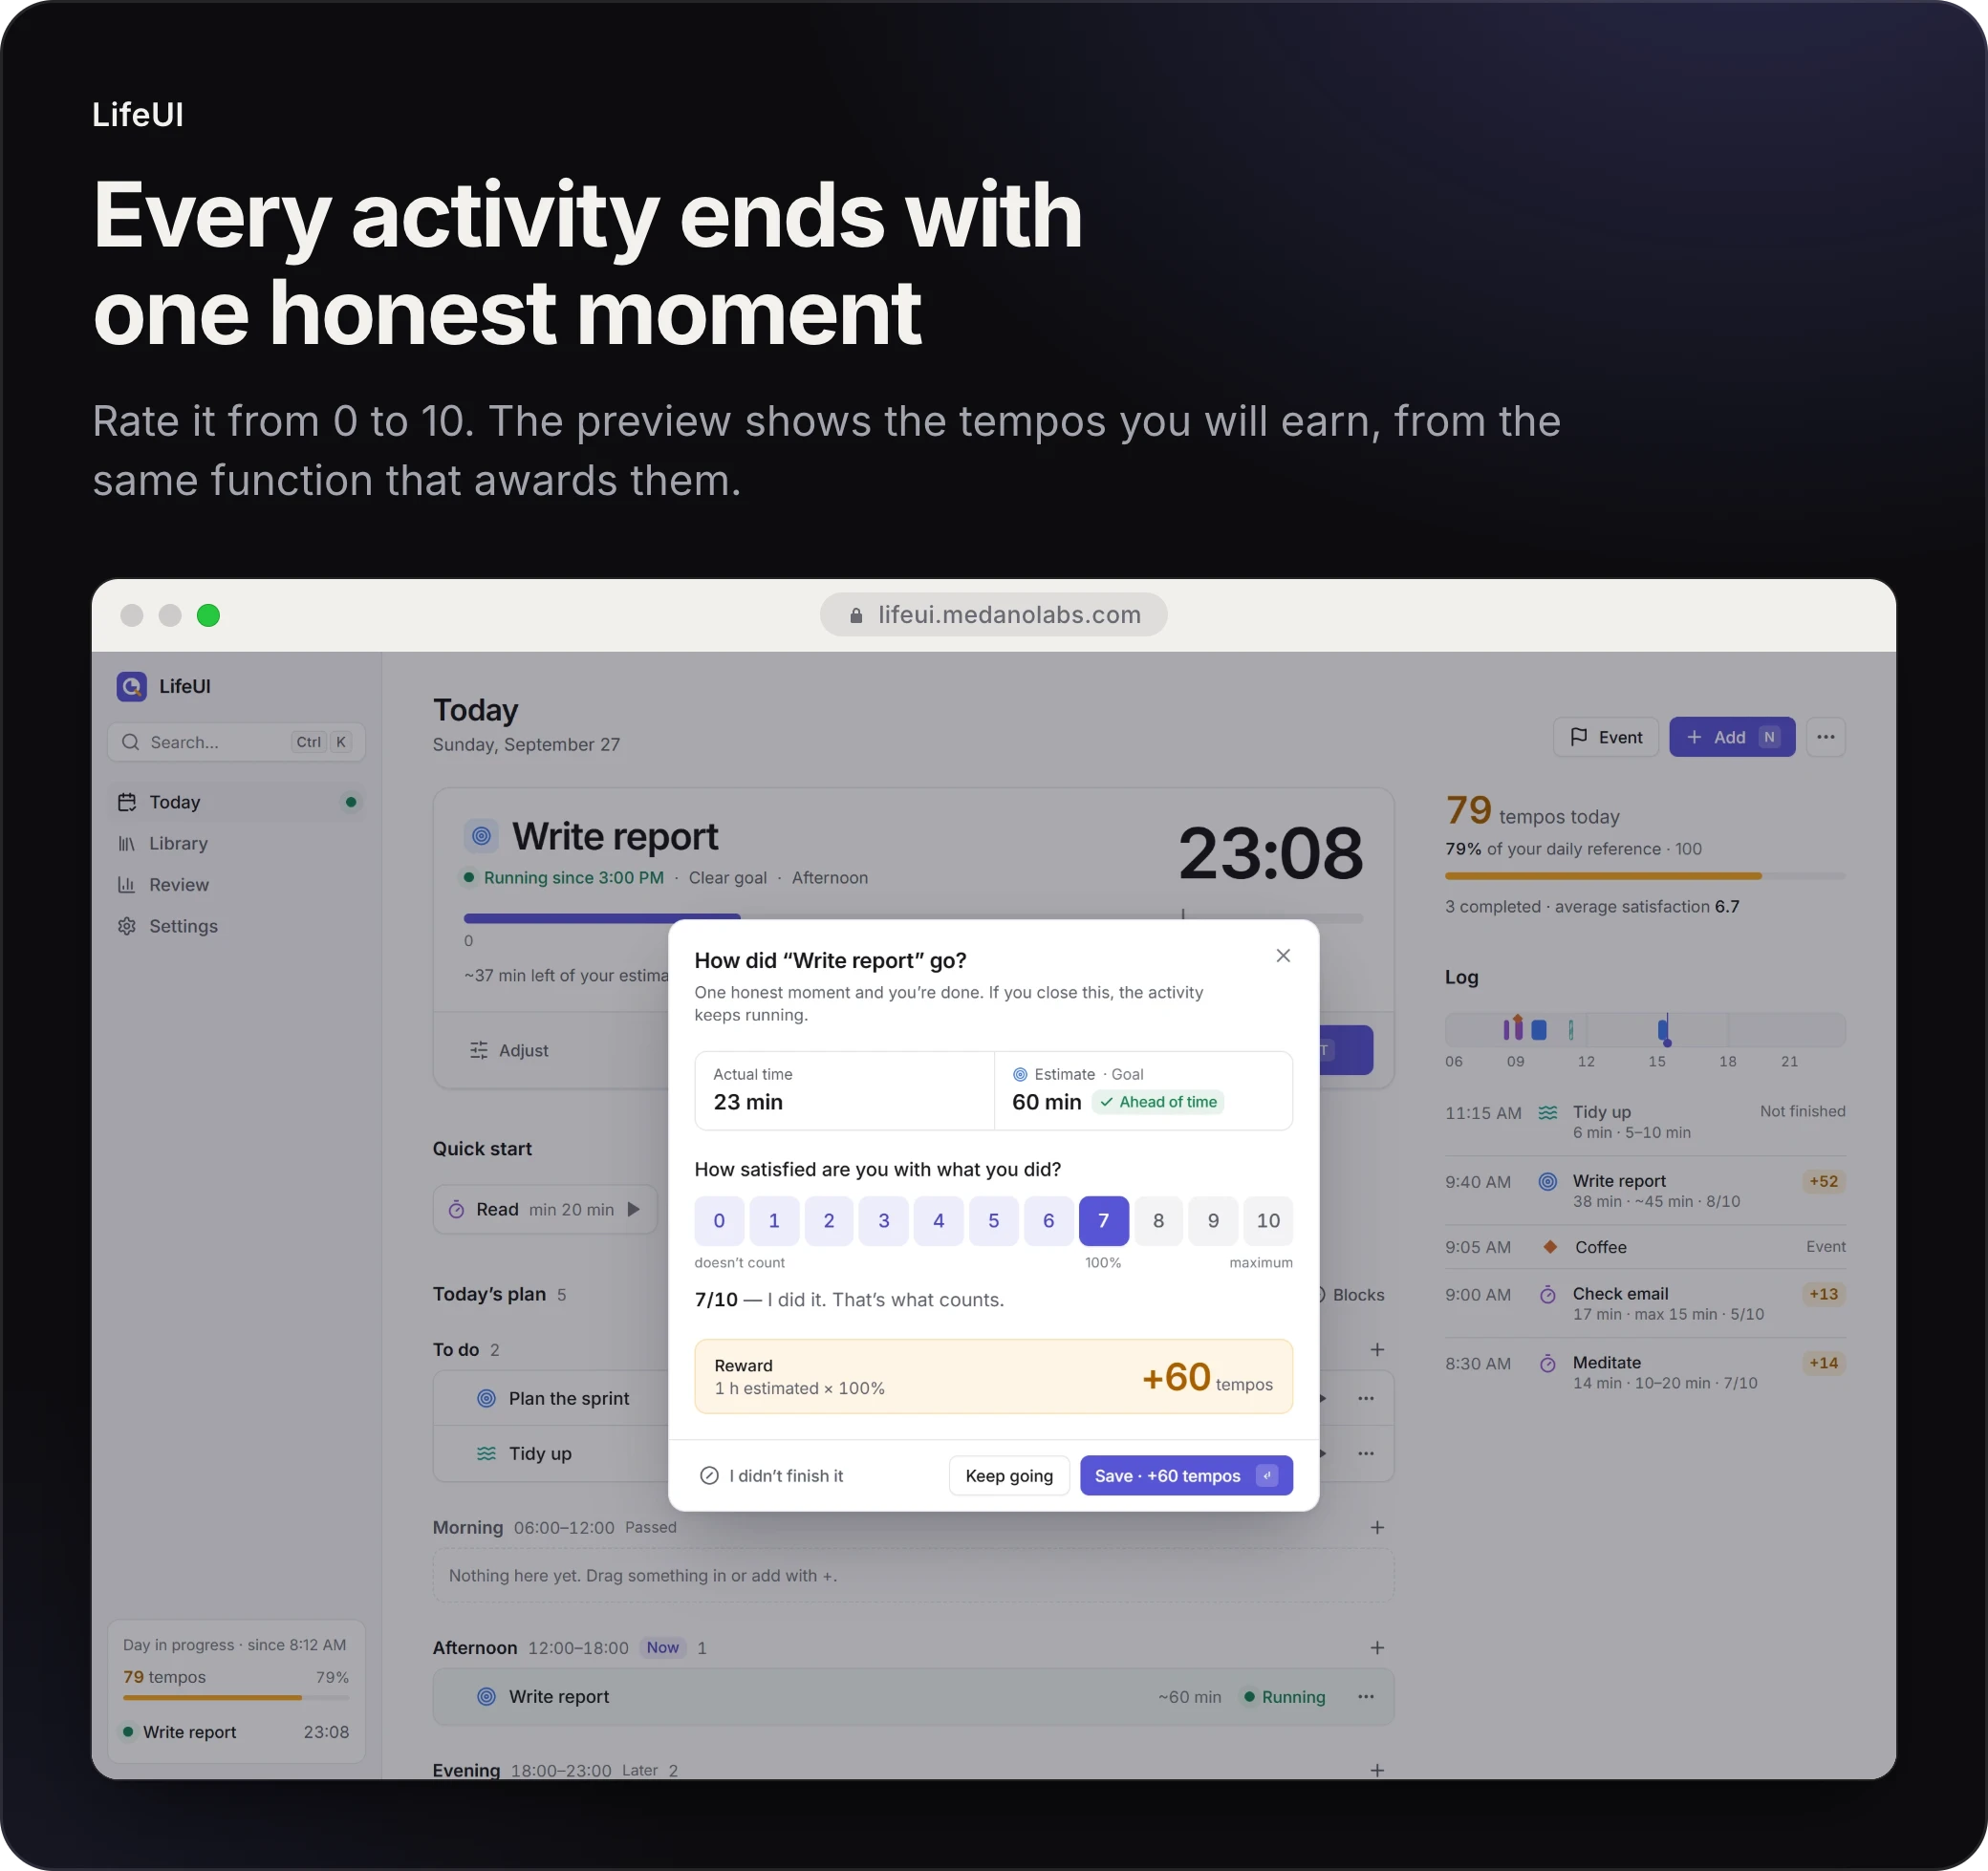 LifeUI
Every activity ends with
one honest moment
Rate it from 0 to 10. The preview shows the tempos you will earn, from the
same function that awards them.
lifeui.medanolabs.com
LifeUI
Search...
Ctrl K
Today
Library
Review
Settings
Day in progress · since 8:12 AM
79 tempos 79%
Write report 23:08
Today
Sunday, September 27
Event
Add N
Write report
23:08
Running since 3:00 PM · Clear goal · Afternoon
0
~37 min left of your estima
Adjust
T
Quick start
Read min 20 min
Today's plan 5
Blocks
To do 2
Plan the sprint
Tidy up
Morning 06:00–12:00 Passed
Nothing here yet. Drag something in or add with +.
Afternoon 12:00–18:00 Now 1
Write report ~60 min Running
Evening 18:00–23:00 Later 2
How did “Write report” go?
One honest moment and you’re done. If you close this, the activity
keeps running.
Actual time
23 min
Estimate · Goal
60 min Ahead of time
How satisfied are you with what you did?
0 1 2 3 4 5 6 7 8 9 10
doesn’t count 100% maximum
7/10 — I did it. That’s what counts.
Reward
1 h estimated × 100%
+60 tempos
I didn’t finish it
Keep going
Save · +60 tempos
79 tempos today
79% of your daily reference · 100
3 completed · average satisfaction 6.7
Log
06 09 12 15 18 21
11:15 AM Tidy up Not finished
6 min · 5–10 min
9:40 AM Write report +52
38 min · ~45 min · 8/10
9:05 AM Coffee Event
9:00 AM Check email +13
17 min · max 15 min · 5/10
8:30 AM Meditate +14
14 min · 10–20 min · 7/10